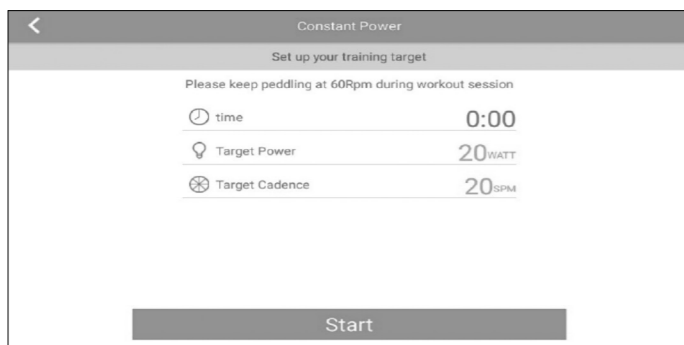 Constant Power
Set up your training target
Please keep peddling at 60Rpm during workout session
time 0:00
Target Power 20WATT
Target Cadence 20SPM
Start